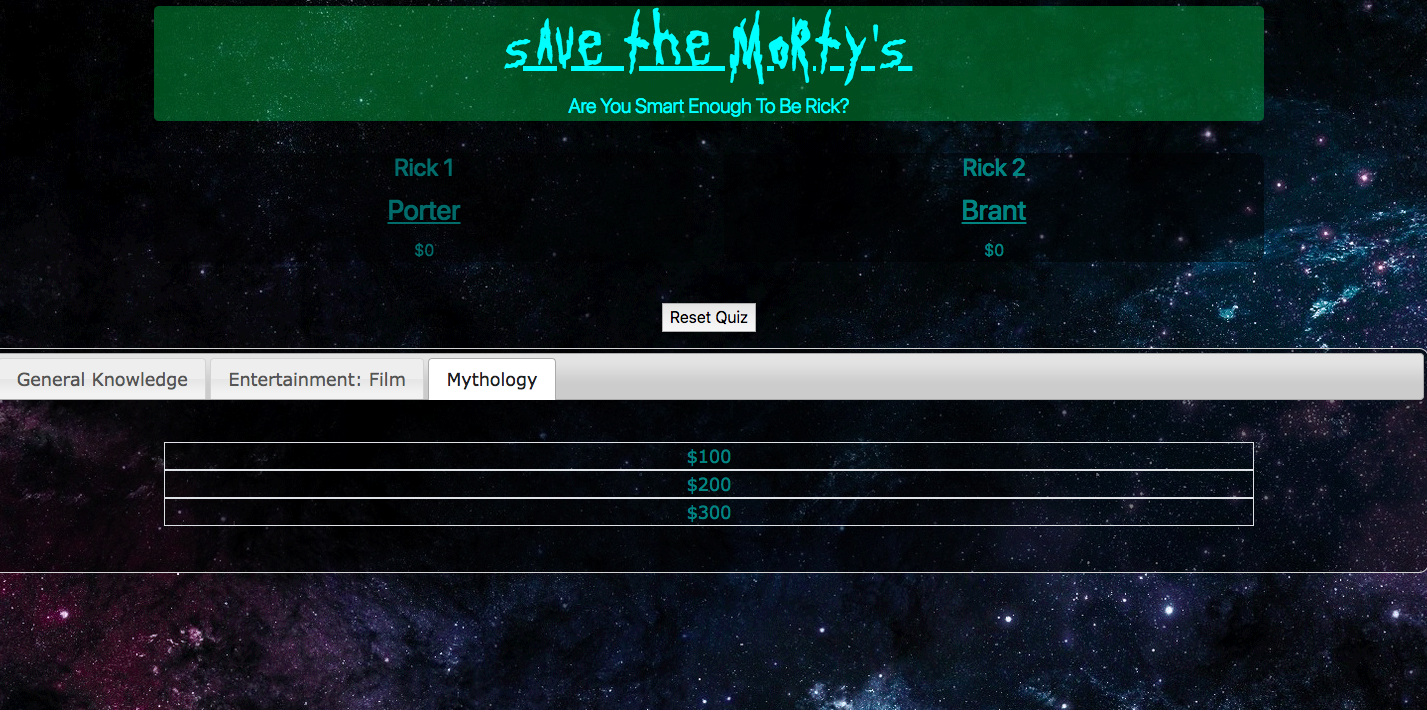 sAve the MoRty's
Are You Smart Enough To Be Rick?
Rick 1
Porter
$0
Rick 2
Brant
$0
Reset Quiz
General Knowledge
Entertainment: Film
Mythology
$100
$200
$300